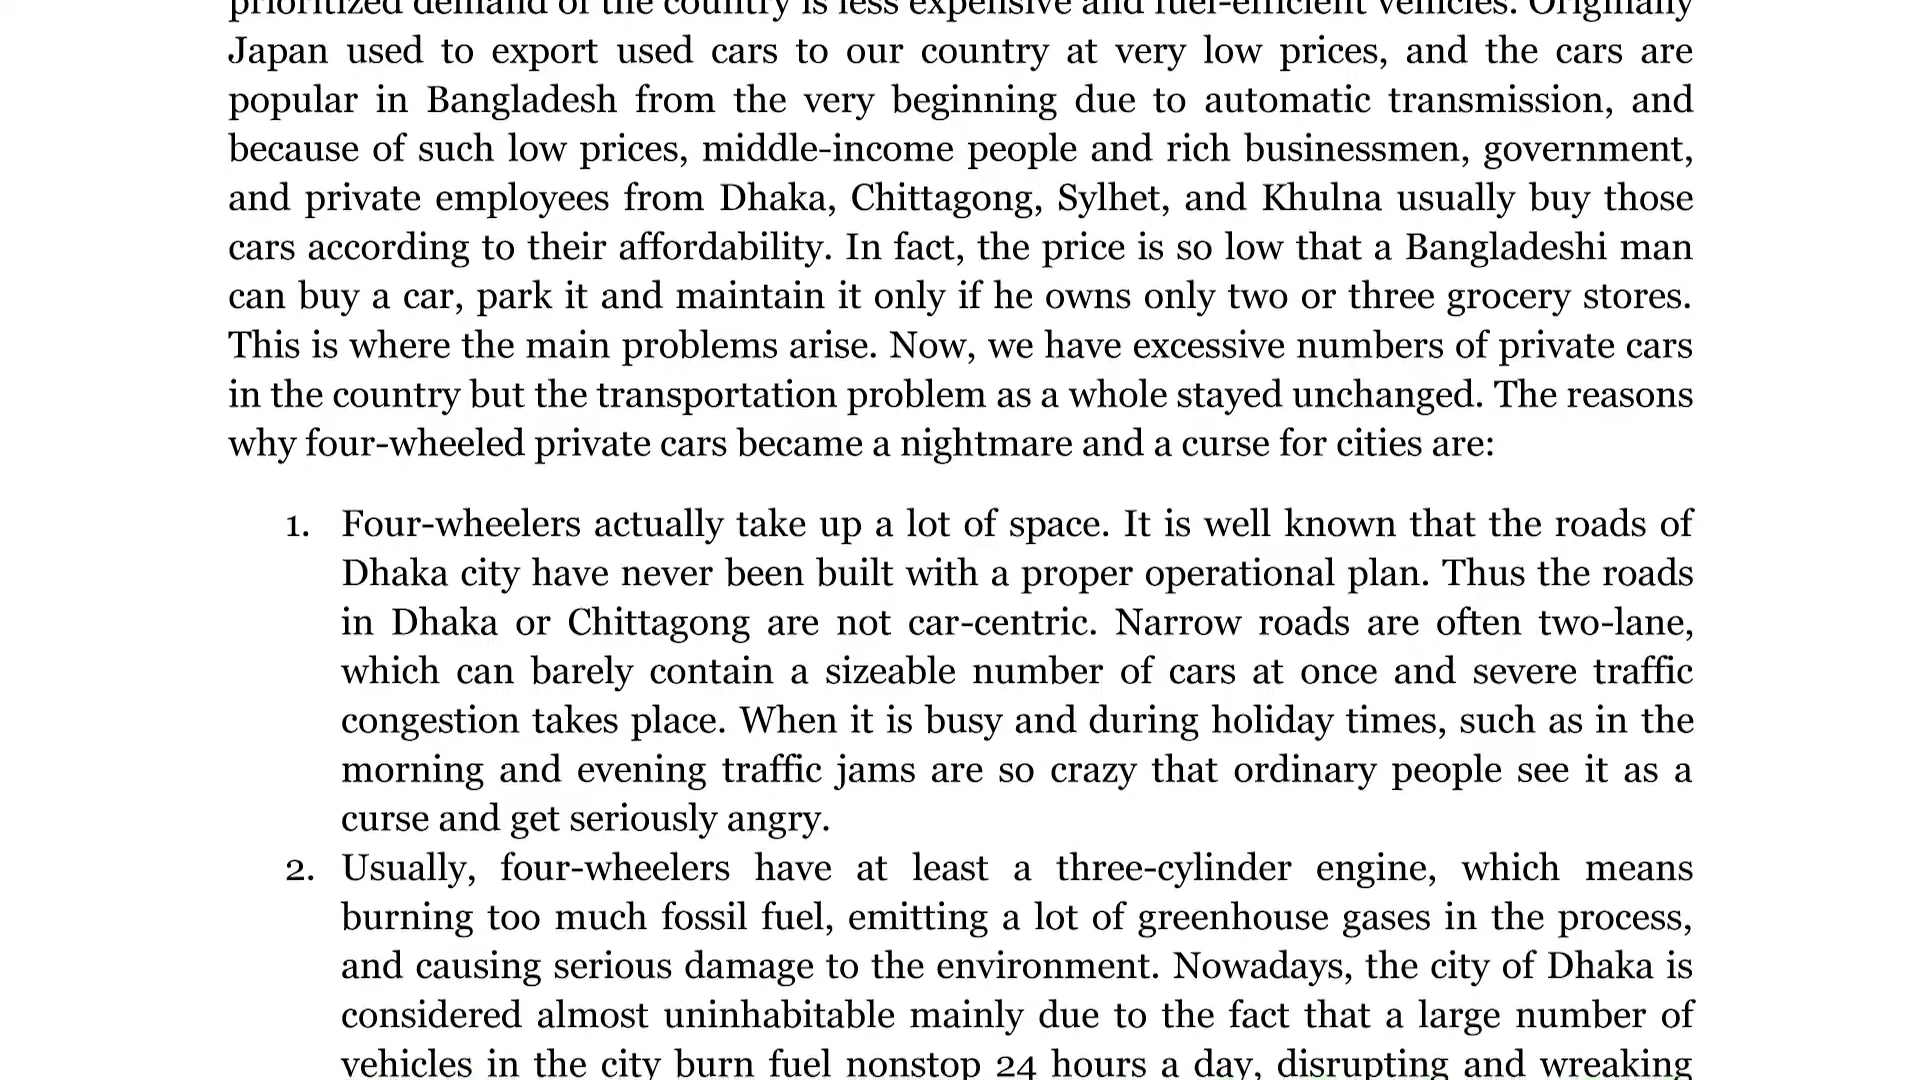 prioritized demand of the country is less expensive and fuel-efficient vehicles. Originally
Japan used to export used cars to our country at very low prices, and the cars are
popular in Bangladesh from the very beginning due to automatic transmission, and
because of such low prices, middle-income people and rich businessmen, government,
and private employees from Dhaka, Chittagong, Sylhet, and Khulna usually buy those
cars according to their affordability. In fact, the price is so low that a Bangladeshi man
can buy a car, park it and maintain it only if he owns only two or three grocery stores.
This is where the main problems arise. Now, we have excessive numbers of private cars
in the country but the transportation problem as a whole stayed unchanged. The reasons
why four-wheeled private cars became a nightmare and a curse for cities are:
1. Four-wheelers actually take up a lot of space. It is well known that the roads of
Dhaka city have never been built with a proper operational plan. Thus the roads
in Dhaka or Chittagong are not car-centric. Narrow roads are often two-lane,
which can barely contain a sizeable number of cars at once and severe traffic
congestion takes place. When it is busy and during holiday times, such as in the
morning and evening traffic jams are so crazy that ordinary people see it as a
curse and get seriously angry.
2. Usually, four-wheelers have at least a three-cylinder engine, which means
burning too much fossil fuel, emitting a lot of greenhouse gases in the process,
and causing serious damage to the environment. Nowadays, the city of Dhaka is
considered almost uninhabitable mainly due to the fact that a large number of
vehicles in the city burn fuel nonstop 24 hours a day, disrupting and wreaking